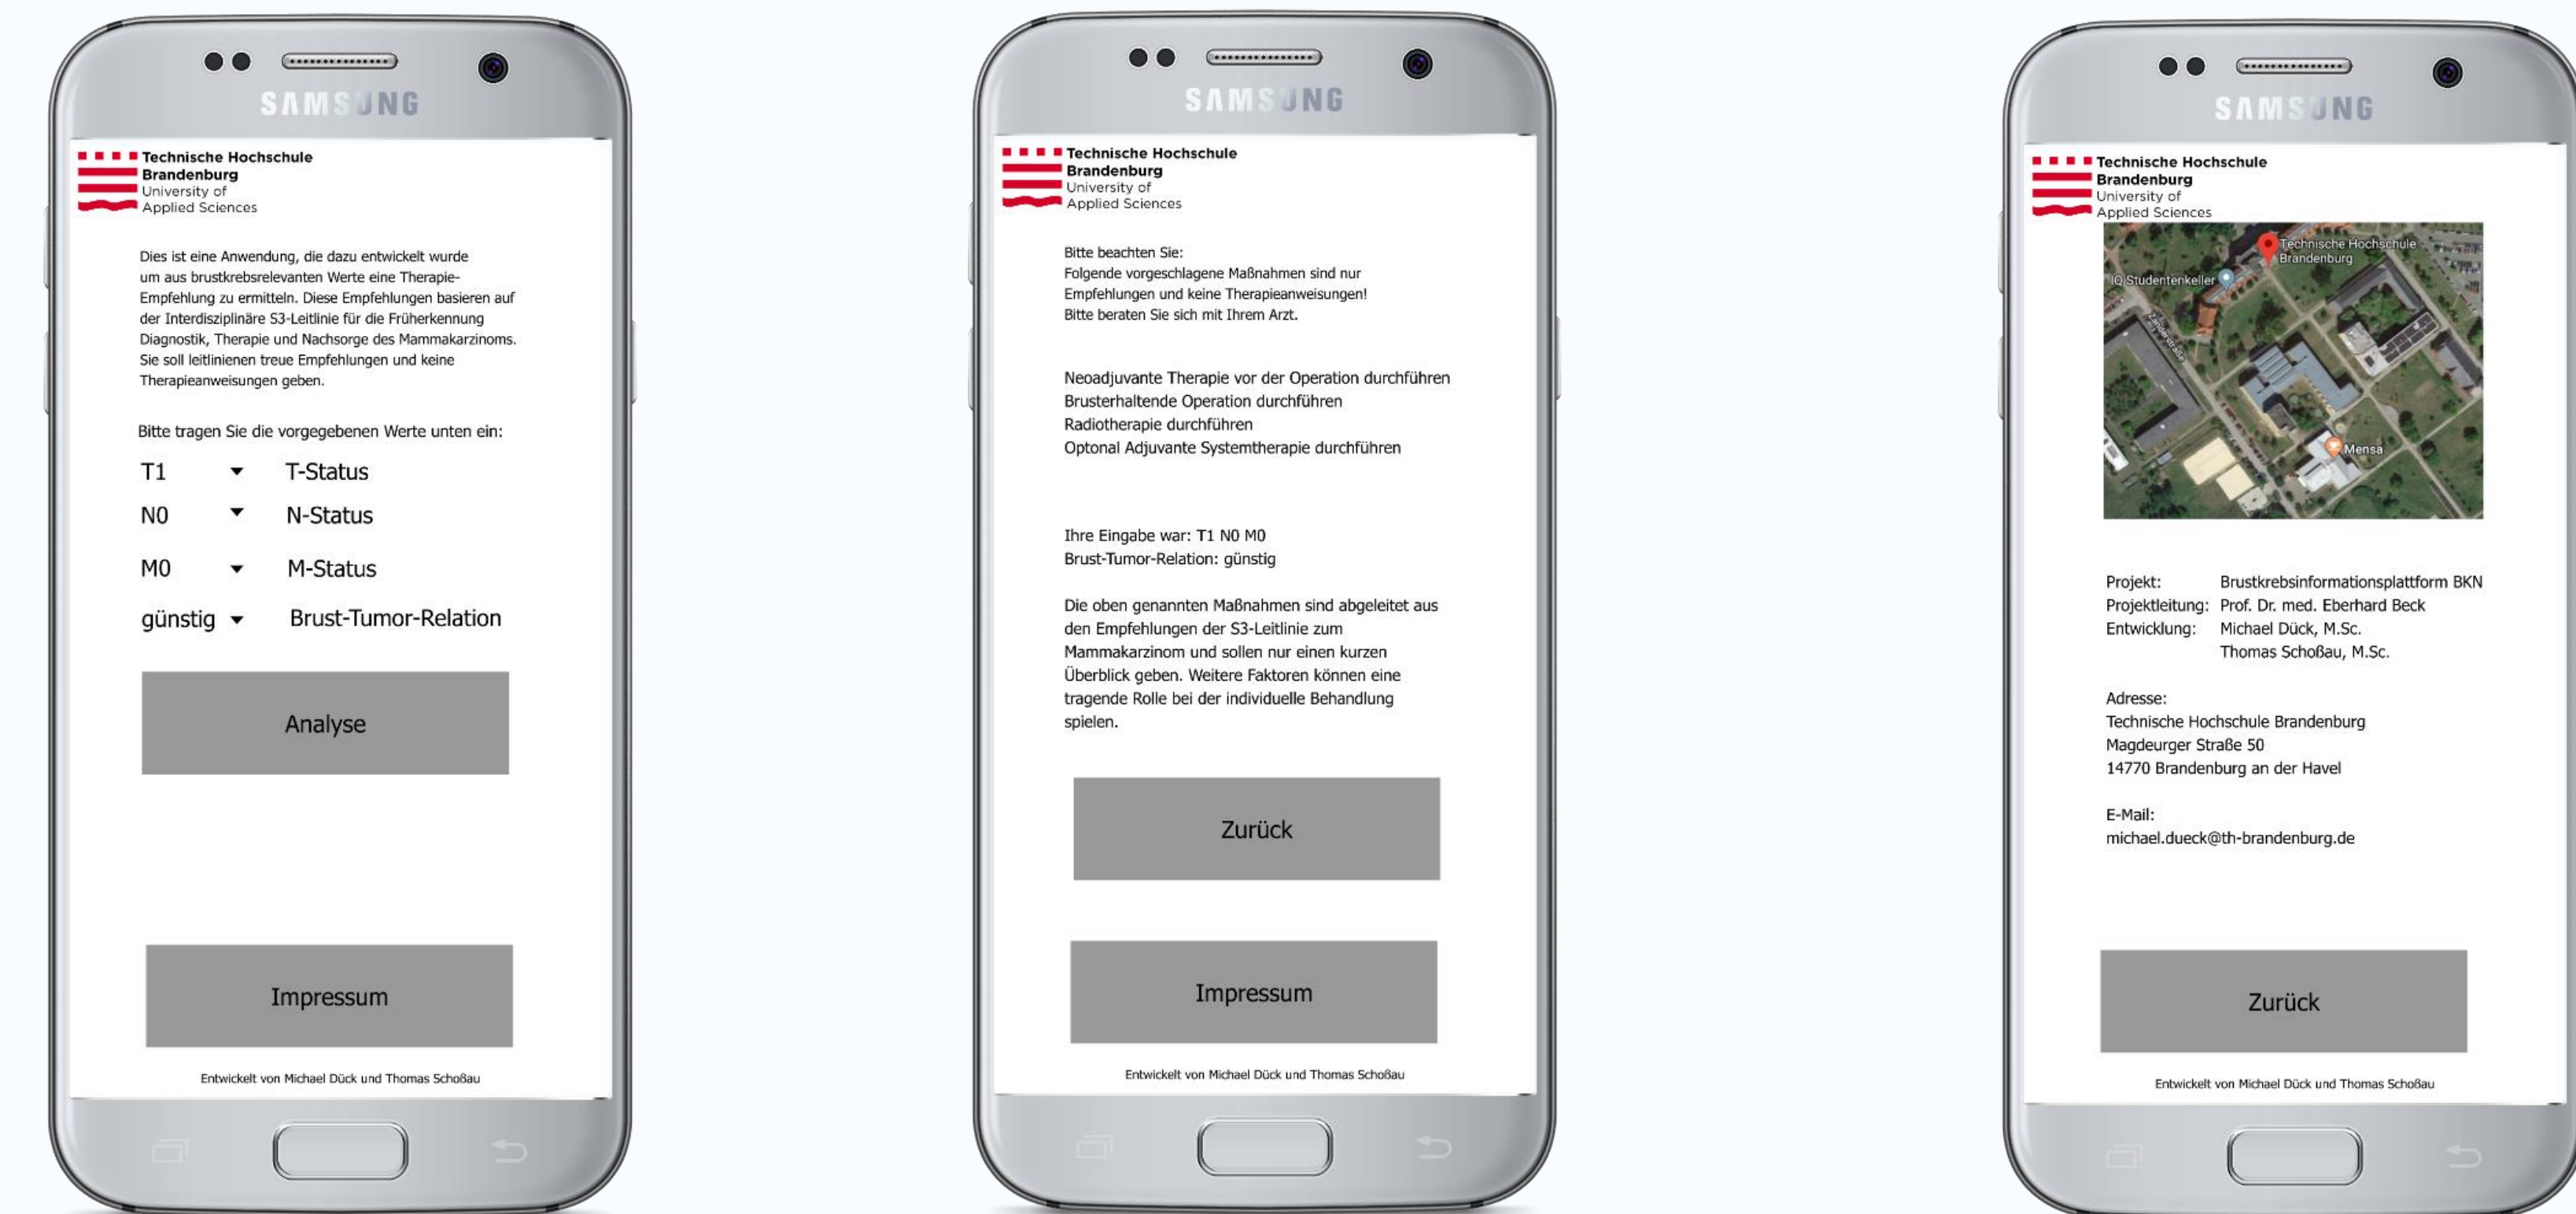 SAMSUNG
Technische Hochschule
Brandenburg
University of
Applied Sciences
Dies ist eine Anwendung, die dazu entwickelt wurde
um aus brustkrebsrelevanten Werte eine Therapie-
Empfehlung zu ermitteln. Diese Empfehlungen basieren auf
der Interdisziplinäre S3-Leitlinie für die Früherkennung
Diagnostik, Therapie und Nachsorge des Mammakarzinoms.
Sie soll leitlinienen treue Empfehlungen und keine
Therapieanweisungen geben.
Bitte tragen Sie die vorgegebenen Werte unten ein:
T1 T-Status
N0 N-Status
M0 M-Status
günstig Brust-Tumor-Relation
Analyse
Impressum
Entwickelt von Michael Dück und Thomas Schoßau
SAMSUNG
Technische Hochschule
Brandenburg
University of
Applied Sciences
Bitte beachten Sie:
Folgende vorgeschlagene Maßnahmen sind nur
Empfehlungen und keine Therapieanweisungen!
Bitte beraten Sie sich mit Ihrem Arzt.
Neoadjuvante Therapie vor der Operation durchführen
Brusterhaltende Operation durchführen
Radiotherapie durchführen
Optonal Adjuvante Systemtherapie durchführen
Ihre Eingabe war: T1 N0 M0
Brust-Tumor-Relation: günstig
Die oben genannten Maßnahmen sind abgeleitet aus
den Empfehlungen der S3-Leitlinie zum
Mammakarzinom und sollen nur einen kurzen
Überblick geben. Weitere Faktoren können eine
tragende Rolle bei der individuelle Behandlung
spielen.
Zurück
Impressum
Entwickelt von Michael Dück und Thomas Schoßau
SAMSUNG
Technische Hochschule
Brandenburg
University of
Applied Sciences
Technische Hochschule
Brandenburg
IQ Studentenkeller
Zanderstraße
Mensa
Projekt: Brustkrebsinformationsplattform BKN
Projektleitung: Prof. Dr. med. Eberhard Beck
Entwicklung: Michael Dück, M.Sc.
Thomas Schoßau, M.Sc.
Adresse:
Technische Hochschule Brandenburg
Magdeurger Straße 50
14770 Brandenburg an der Havel
E-Mail:
michael.dueck@th-brandenburg.de
Zurück
Entwickelt von Michael Dück und Thomas Schoßau